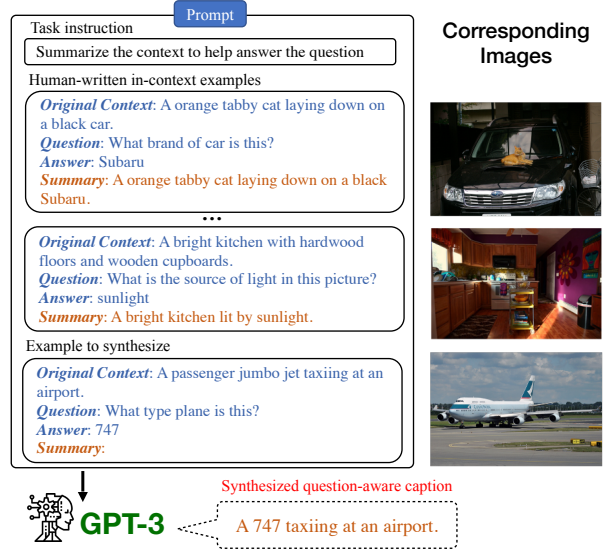 Prompt
Task instruction
Summarize the context to help answer the question
Human-written in-context examples
Original Context: A orange tabby cat laying down on
a black car.
Question: What brand of car is this?
Answer: Subaru
Summary: A orange tabby cat laying down on a black
Subaru.
...
Original Context: A bright kitchen with hardwood
floors and wooden cupboards.
Question: What is the source of light in this picture?
Answer: sunlight
Summary: A bright kitchen lit by sunlight.
Example to synthesize
Original Context: A passenger jumbo jet taxiing at an
airport.
Question: What type plane is this?
Answer: 747
Summary:
Corresponding
Images
GPT-3
Synthesized question-aware caption
A 747 taxiing at an airport.